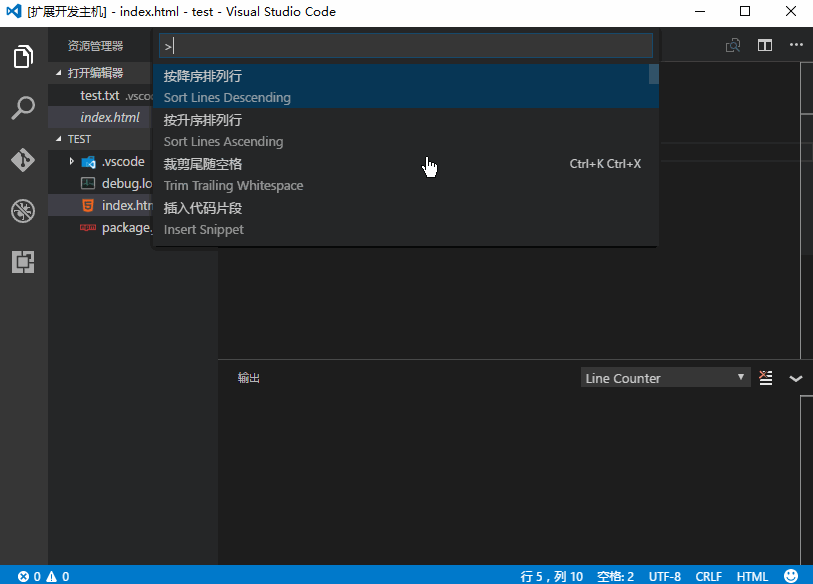 [扩展开发主机] - index.html - test - Visual Studio Code
资源管理器
>
打开编辑器
test.txt .vsco
index.html
TEST
.vscode
debug.lo
index.htm
package.
按降序排列行
Sort Lines Descending
按升序排列行
Sort Lines Ascending
裁剪尾随空格 Ctrl+K Ctrl+X
Trim Trailing Whitespace
插入代码片段
Insert Snippet
输出 Line Counter
0 0 行 5，列 10 空格: 2 UTF-8 CRLF HTML